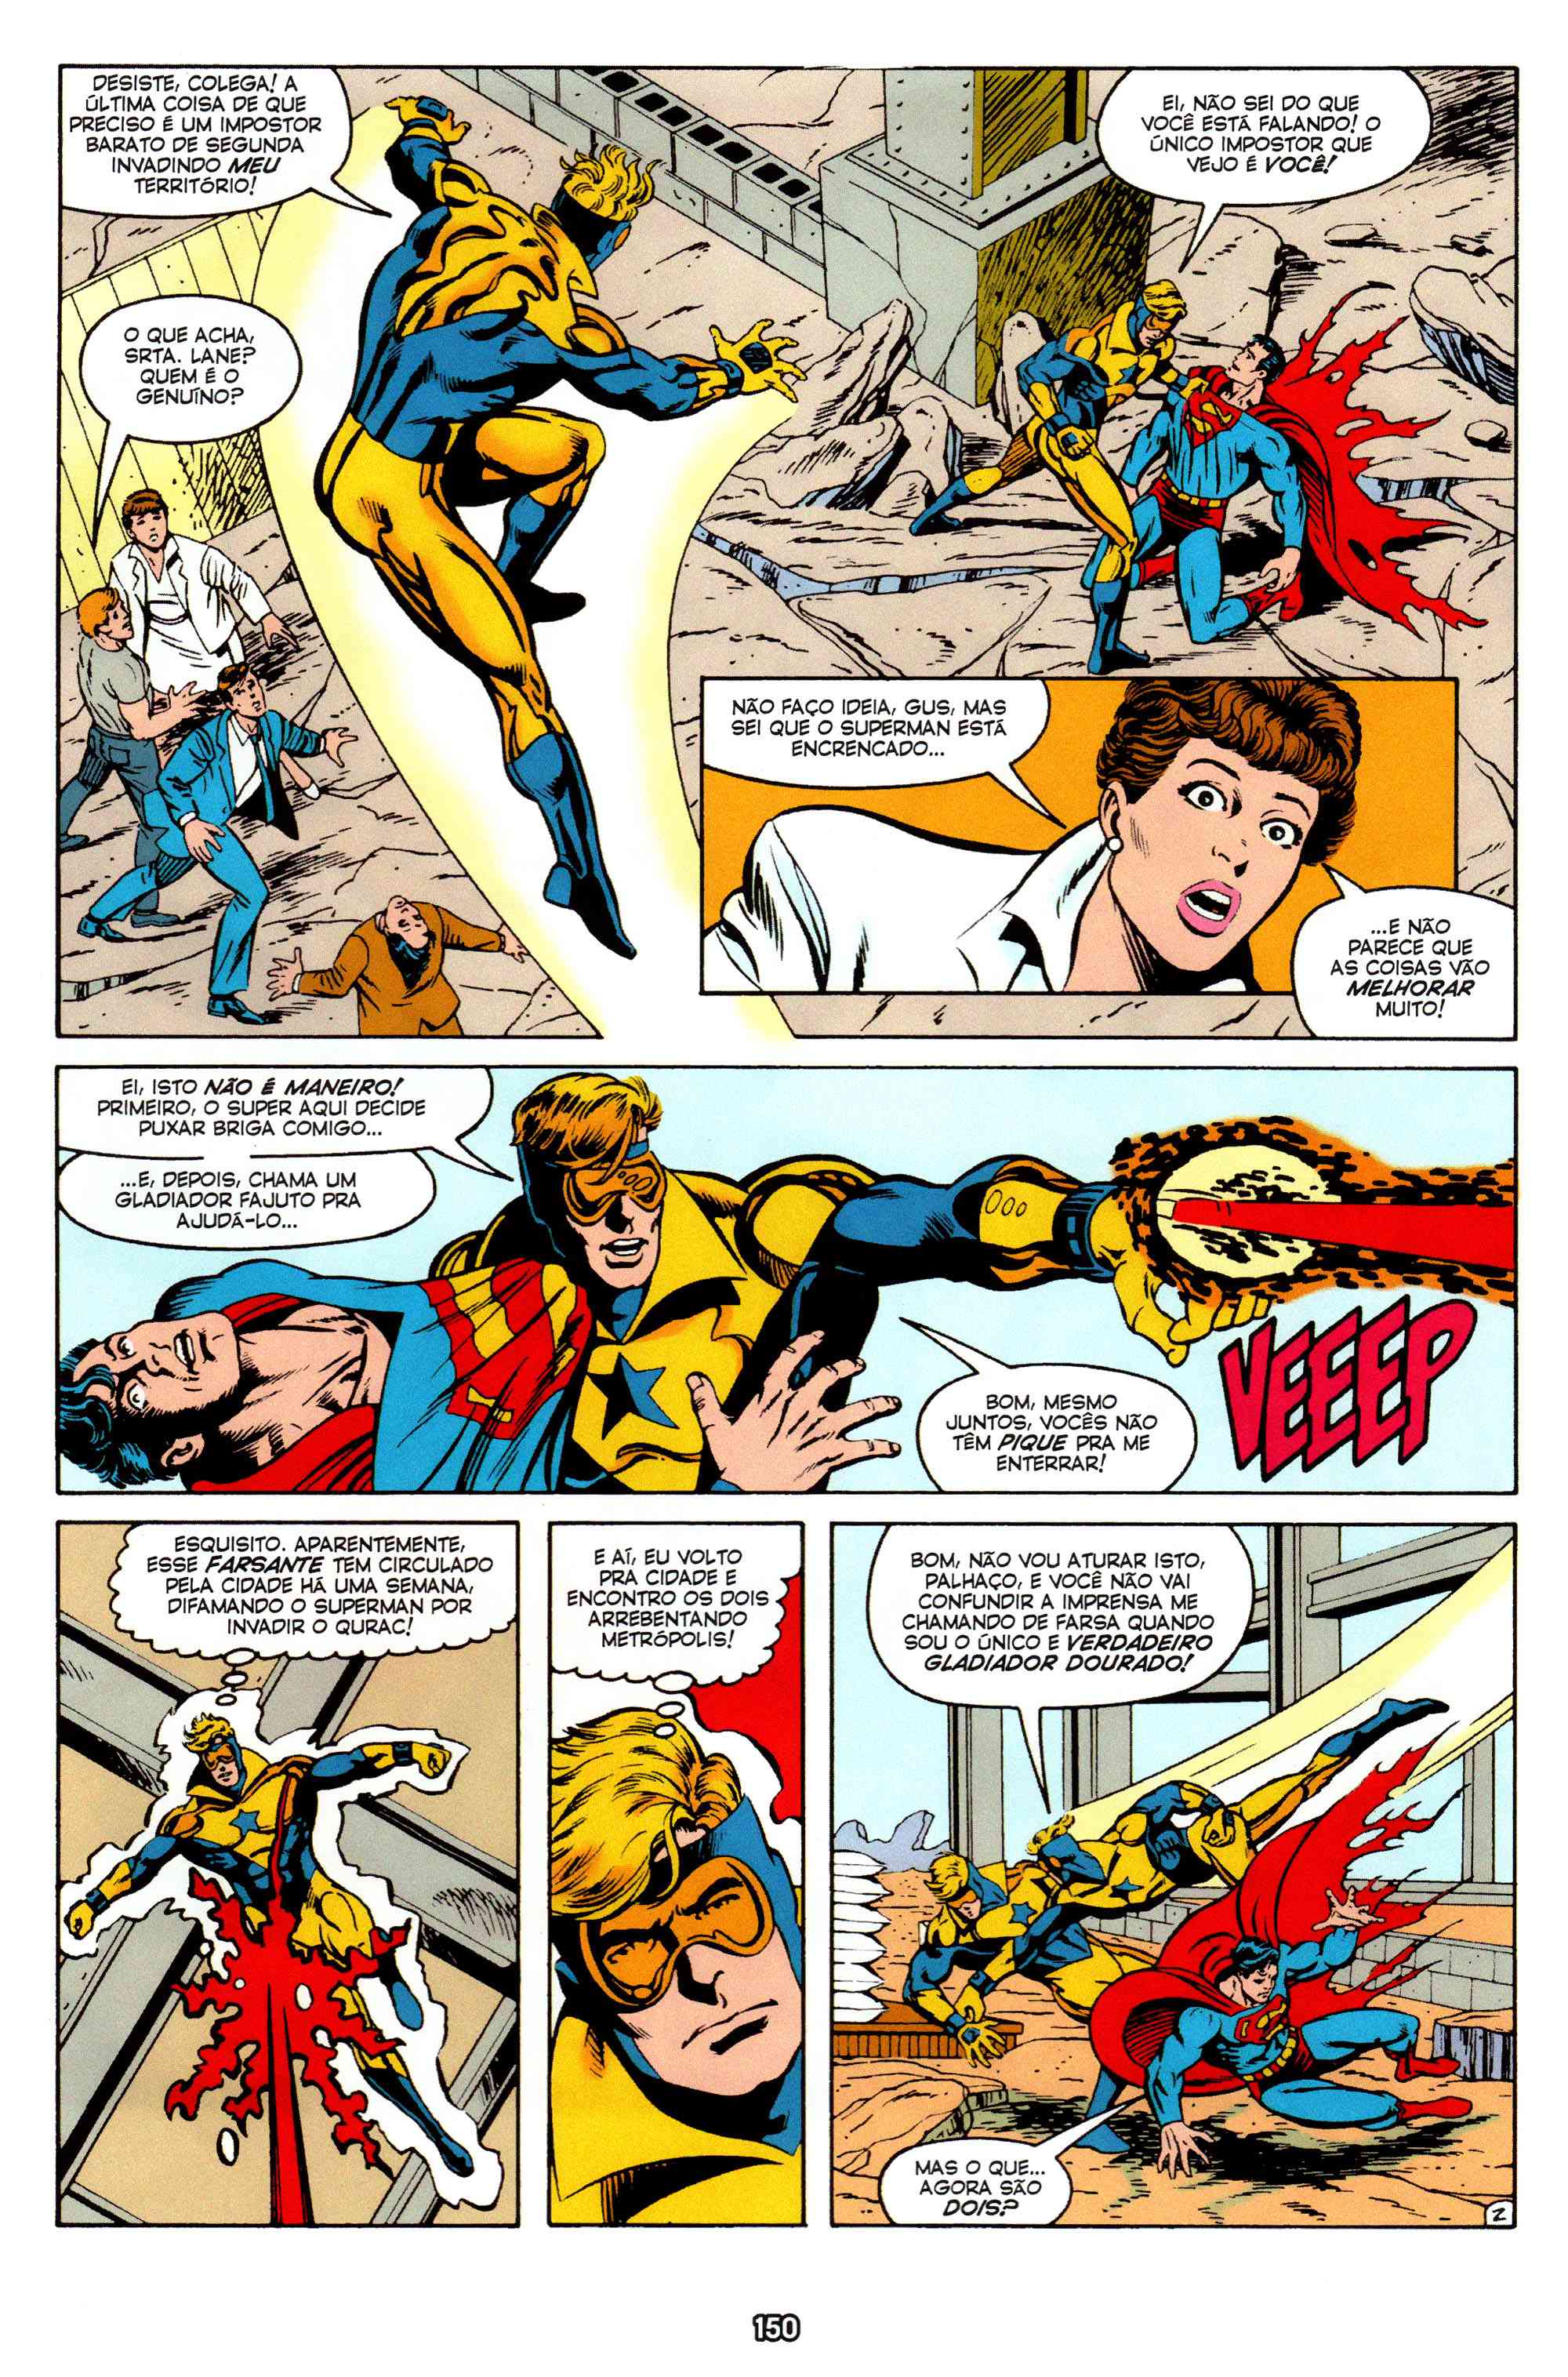 DESISTE, COLEGA! A
ÚLTIMA COISA DE QUE
PRECISO É UM IMPOSTOR
BARATO DE SEGUNDA
INVADINDO MEU
TERRITÓRIO!
EI, NÃO SEI DO QUE
VOCÊ ESTÁ FALANDO! O
ÚNICO IMPOSTOR QUE
VEJO É VOCÊ!
O QUE ACHA,
SRTA. LANE?
QUEM É O
GENUÍNO?
NÃO FAÇO IDEIA, GUS, MAS
SEI QUE O SUPERMAN ESTÁ
ENCRENCADO...
...E NÃO
PARECE QUE
AS COISAS VÃO
MELHORAR
MUITO!
EI, ISTO NÃO É MANEIRO!
PRIMEIRO, O SUPER AQUI DECIDE
PUXAR BRIGA COMIGO...
...E, DEPOIS, CHAMA UM
GLADIADOR FAJUTO PRA
AJUDÁ-LO...
BOM, MESMO
JUNTOS, VOCÊS NÃO
TÊM PIQUE PRA ME
ENTERRAR!
VEEEP
ESQUISITO. APARENTEMENTE,
ESSE FARSANTE TEM CIRCULADO
PELA CIDADE HÁ UMA SEMANA,
DIFAMANDO O SUPERMAN POR
INVADIR O QURAC!
E AÍ, EU VOLTO
PRA CIDADE E
ENCONTRO OS DOIS
ARREBENTANDO
METRÓPOLIS!
BOM, NÃO VOU ATURAR ISTO,
PALHAÇO, E VOCÊ NÃO VAI
CONFUNDIR A IMPRENSA ME
CHAMANDO DE FARSA QUANDO
SOU O ÚNICO E VERDADEIRO
GLADIADOR DOURADO!
MAS O QUE...
AGORA SÃO
DOIS?
2
150